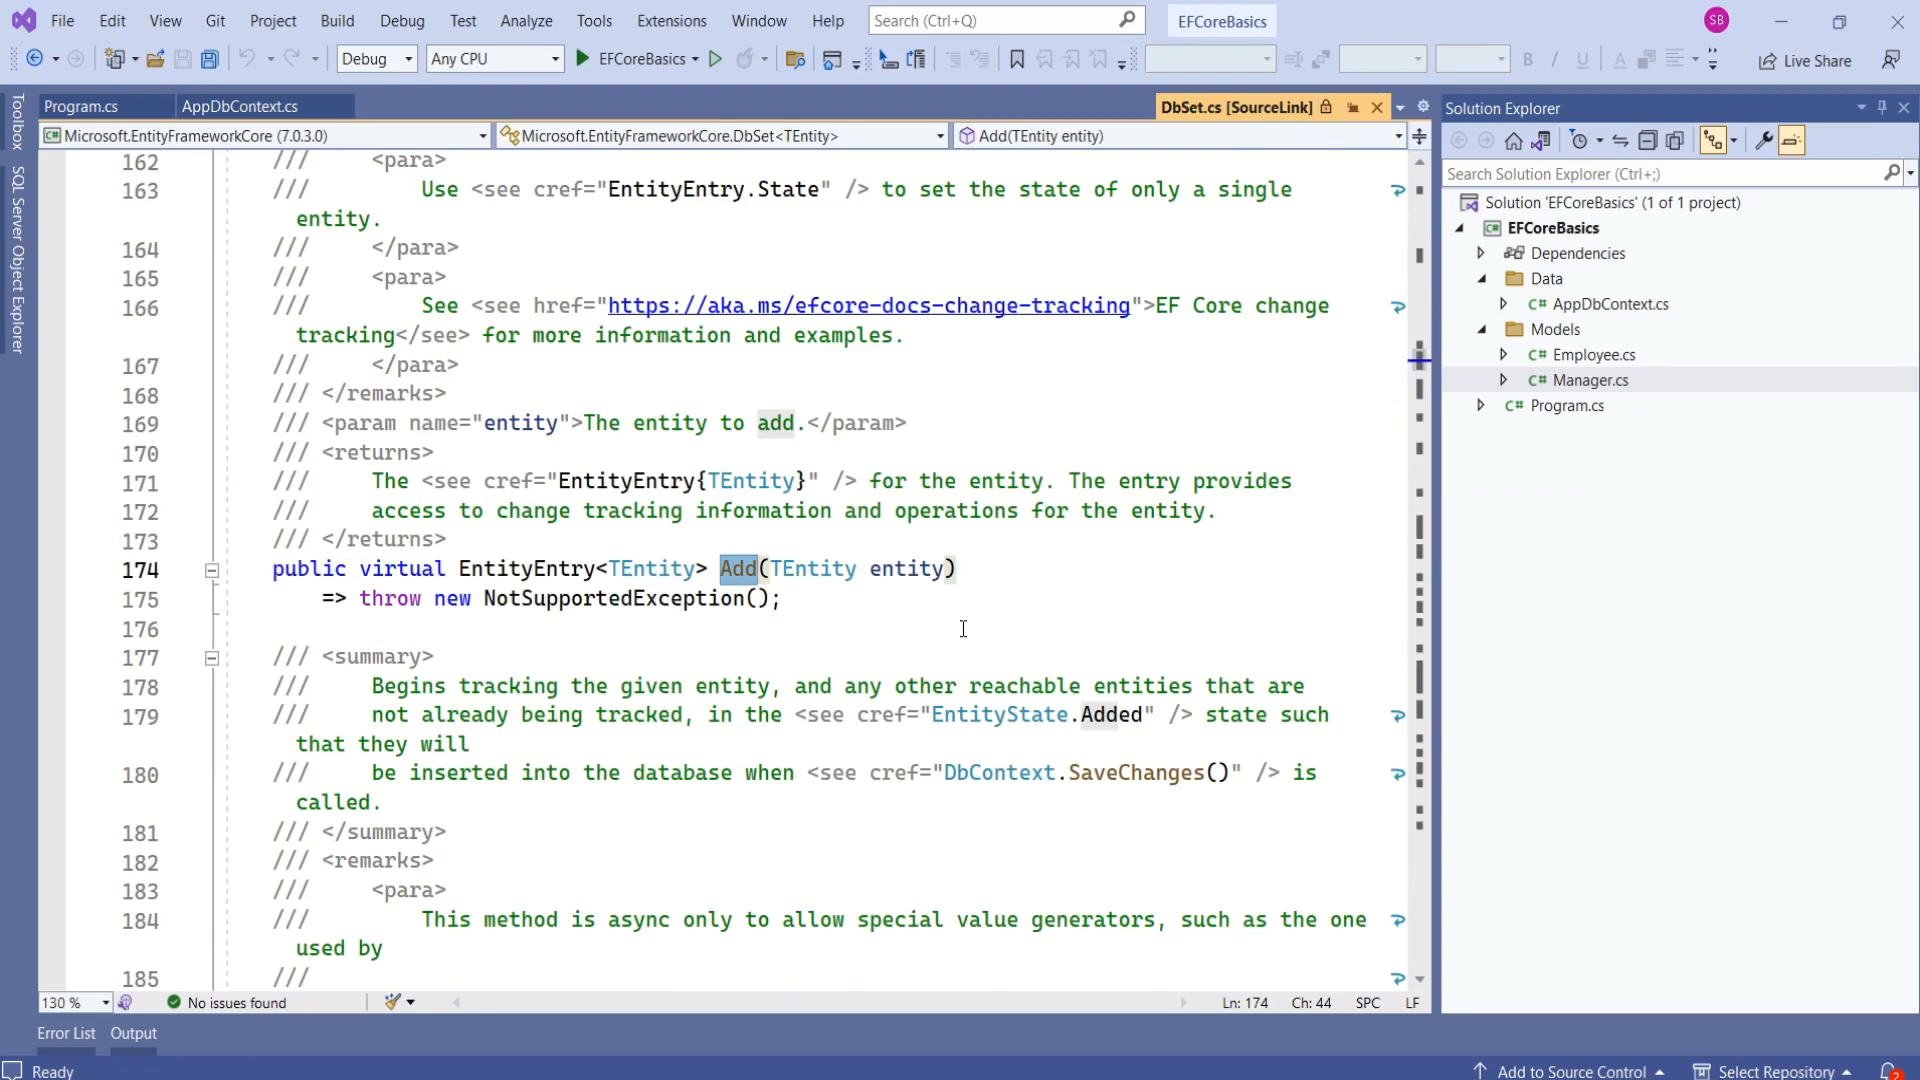 File Edit View Git Project Build Debug Test Analyze Tools Extensions Window Help Search (Ctrl+Q) EFCoreBasics SB
Debug Any CPU EFCoreBasics Live Share
Program.cs AppDbContext.cs DbSet.cs [SourceLink]
Microsoft.EntityFrameworkCore (7.0.3.0) Microsoft.EntityFrameworkCore.DbSet<TEntity> Add(TEntity entity)
Toolbox
SQL Server Object Explorer
162 /// <para>
163 /// Use <see cref="EntityEntry.State" /> to set the state of only a single
entity.
164 /// </para>
165 /// <para>
166 /// See <see href="https://aka.ms/efcore-docs-change-tracking">EF Core change
tracking</see> for more information and examples.
167 /// </para>
168 /// </remarks>
169 /// <param name="entity">The entity to add.</param>
170 /// <returns>
171 /// The <see cref="EntityEntry{TEntity}" /> for the entity. The entry provides
172 /// access to change tracking information and operations for the entity.
173 /// </returns>
174 public virtual EntityEntry<TEntity> Add(TEntity entity)
175 => throw new NotSupportedException();
176
177 /// <summary>
178 /// Begins tracking the given entity, and any other reachable entities that are
179 /// not already being tracked, in the <see cref="EntityState.Added" /> state such
that they will
180 /// be inserted into the database when <see cref="DbContext.SaveChanges()" /> is
called.
181 /// </summary>
182 /// <remarks>
183 /// <para>
184 /// This method is async only to allow special value generators, such as the one
used by
185 ///
130 % No issues found Ln: 174 Ch: 44 SPC LF
Error List Output
Ready Add to Source Control Select Repository 2
Solution Explorer
Search Solution Explorer (Ctrl+;)
Solution 'EFCoreBasics' (1 of 1 project)
C# EFCoreBasics
Dependencies
Data
C# AppDbContext.cs
Models
C# Employee.cs
C# Manager.cs
C# Program.cs